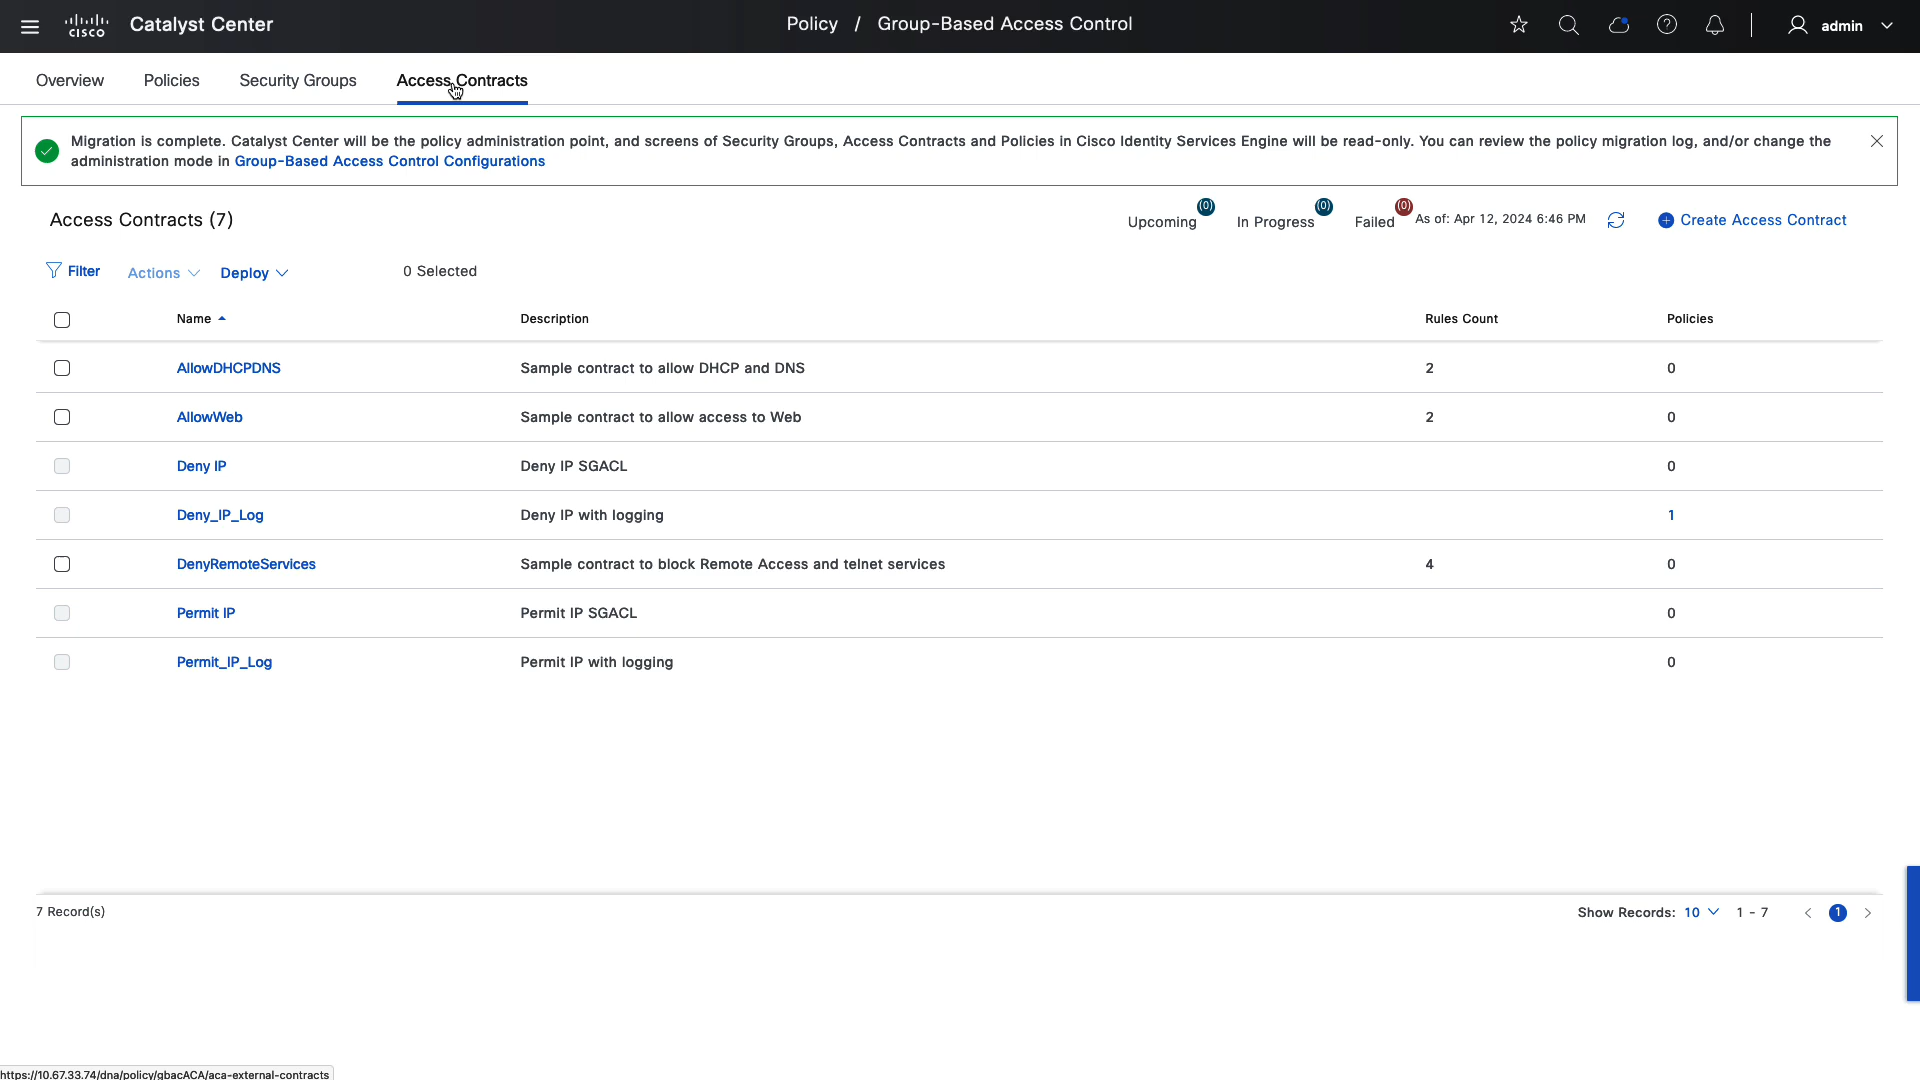 cisco Catalyst Center
Policy / Group-Based Access Control
admin
Overview Policies Security Groups Access Contracts
Migration is complete. Catalyst Center will be the policy administration point, and screens of Security Groups, Access Contracts and Policies in Cisco Identity Services Engine will be read-only. You can review the policy migration log, and/or change the
administration mode in Group-Based Access Control Configurations
Access Contracts (7)
Upcoming (0) In Progress (0) Failed (0) As of: Apr 12, 2024 6:46 PM Create Access Contract
Filter Actions Deploy 0 Selected
Name Description Rules Count Policies
AllowDHCPDNS Sample contract to allow DHCP and DNS 2 0
AllowWeb Sample contract to allow access to Web 2 0
Deny IP Deny IP SGACL 0
Deny_IP_Log Deny IP with logging 1
DenyRemoteServices Sample contract to block Remote Access and telnet services 4 0
Permit IP Permit IP SGACL 0
Permit_IP_Log Permit IP with logging 0
7 Record(s) Show Records: 10 1 - 7 1
https://10.67.33.74/dna/policy/gbacACA/aca-external-contracts